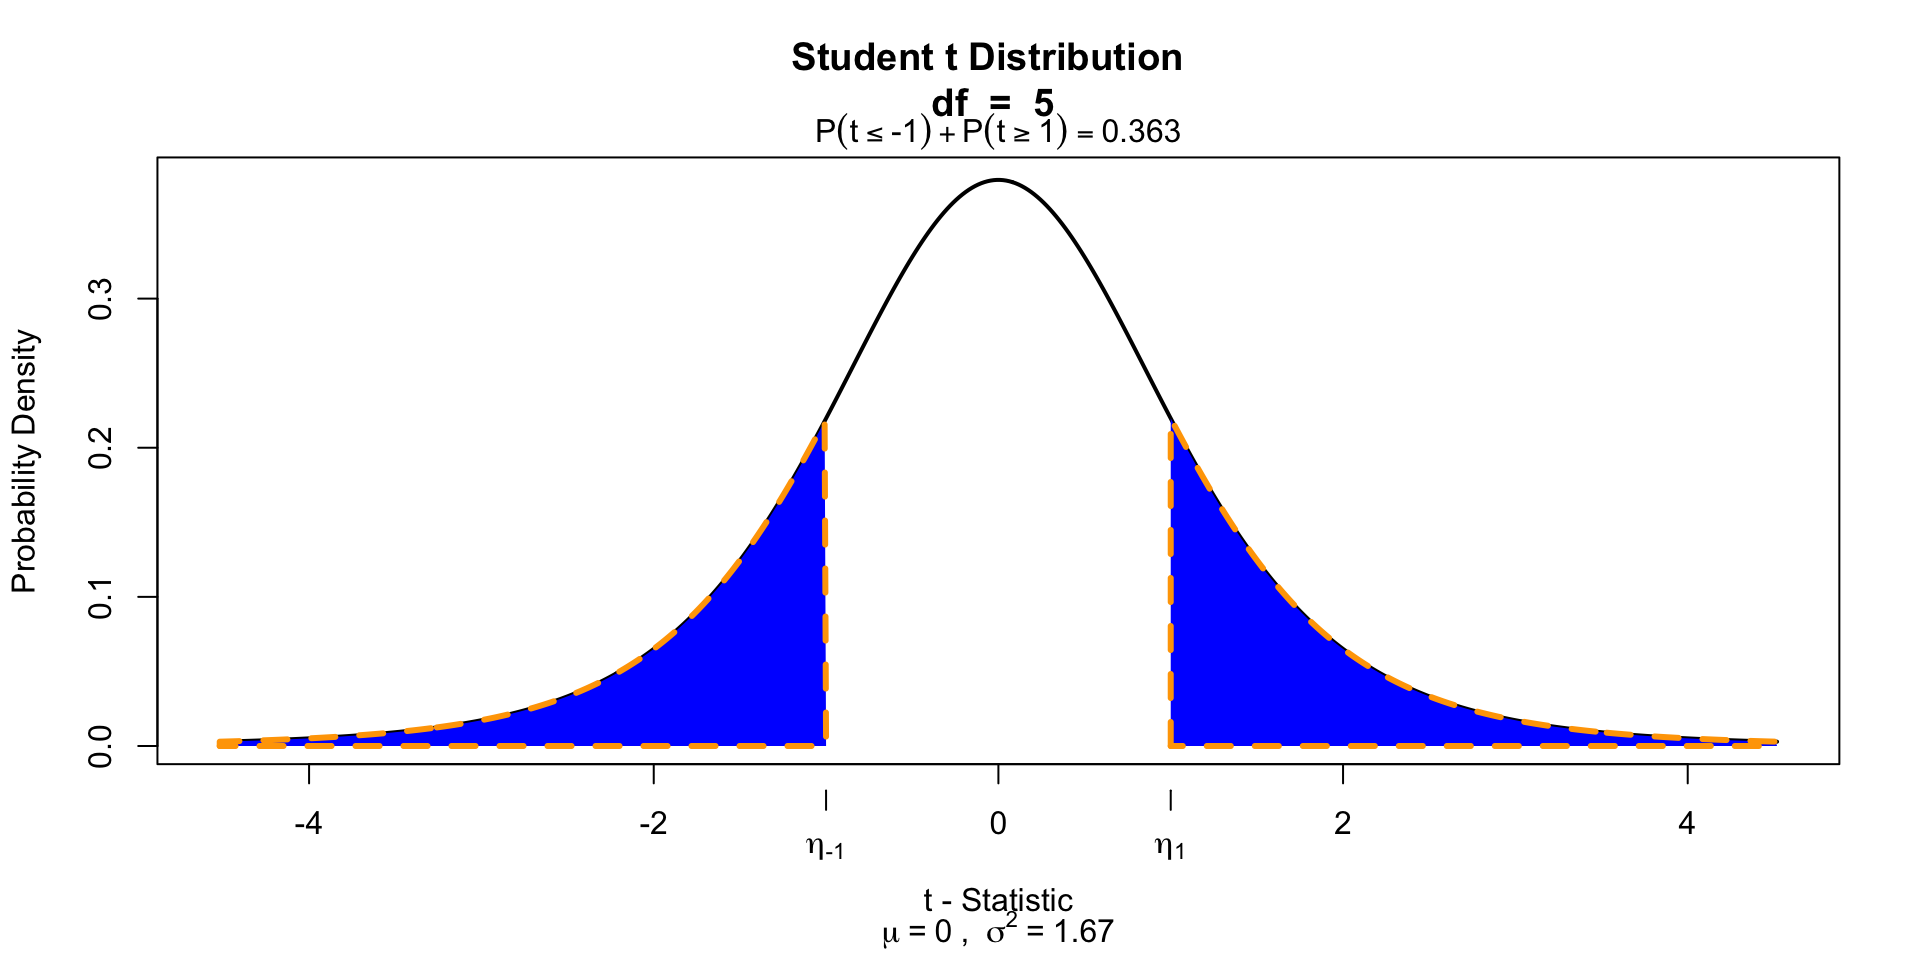 Student t Distribution
df = 5
P(t ≤ -1) + P(t ≥ 1) = 0.363
Probability Density
0.3
0.2
0.1
0.0
-4 -2 0 2 4
η-1 η1
t - Statistic
μ = 0 , σ² = 1.67